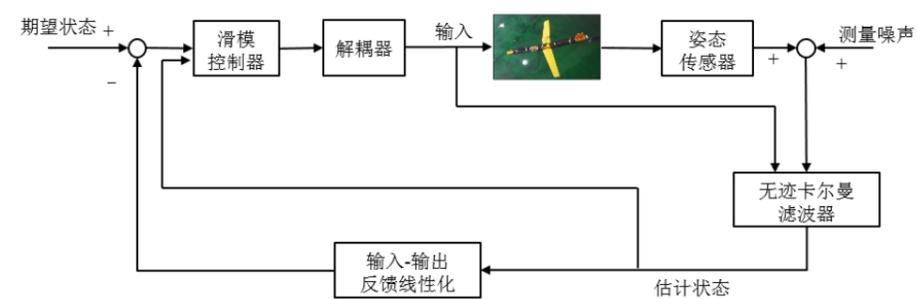 期望状态
+
−
滑模
控制器
解耦器
输入
姿态
传感器
+
测量噪声
+
无迹卡尔曼
滤波器
输入-输出
反馈线性化
估计状态